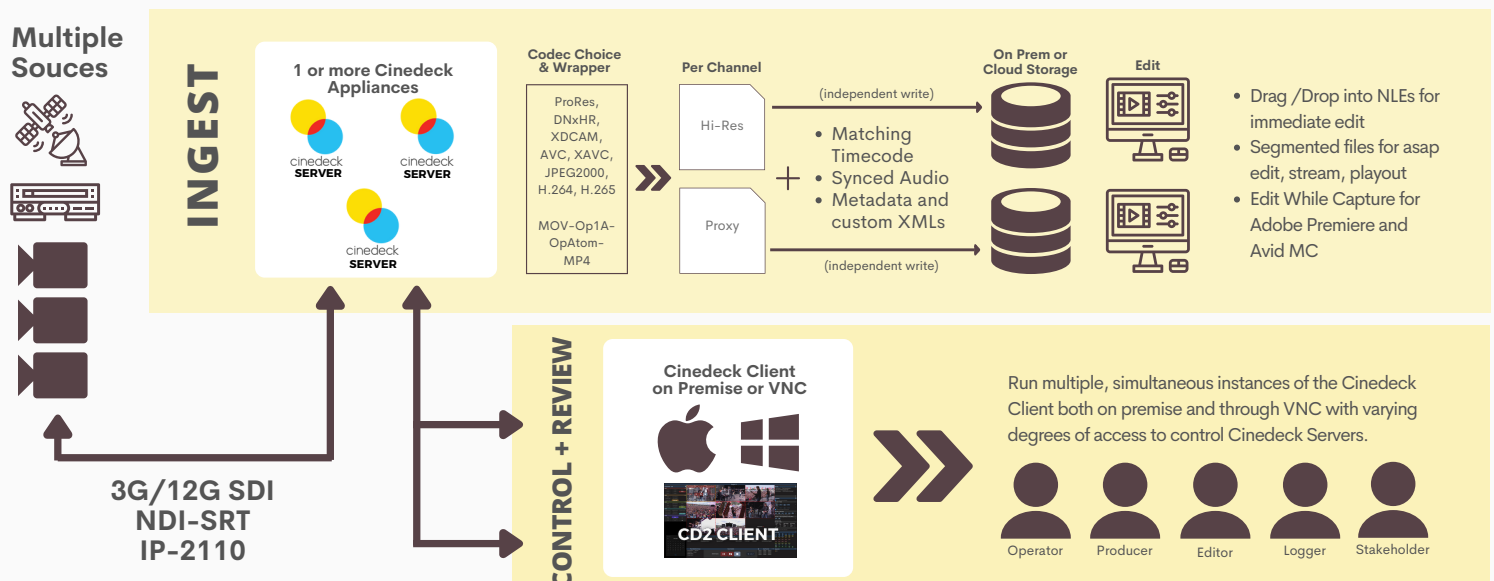 Multiple
Souces
3G/12G SDI
NDI-SRT
IP-2110
INGEST
1 or more Cinedeck
Appliances
cinedeck
SERVER
cinedeck
SERVER
cinedeck
SERVER
Codec Choice
& Wrapper
ProRes,
DNxHR,
XDCAM,
AVC, XAVC,
JPEG2000,
H.264, H.265
MOV-Op1A-
OpAtom-
MP4
Per Channel
Hi-Res
Proxy
(independent write)
• Matching
Timecode
• Synced Audio
• Metadata and
custom XMLs
(independent write)
On Prem or
Cloud Storage
Edit
• Drag /Drop into NLEs for
immediate edit
• Segmented files for asap
edit, stream, playout
• Edit While Capture for
Adobe Premiere and
Avid MC
CONTROL + REVIEW
Cinedeck Client
on Premise or VNC
CD2 CLIENT
Run multiple, simultaneous instances of the Cinedeck
Client both on premise and through VNC with varying
degrees of access to control Cinedeck Servers.
Operator
Producer
Editor
Logger
Stakeholder